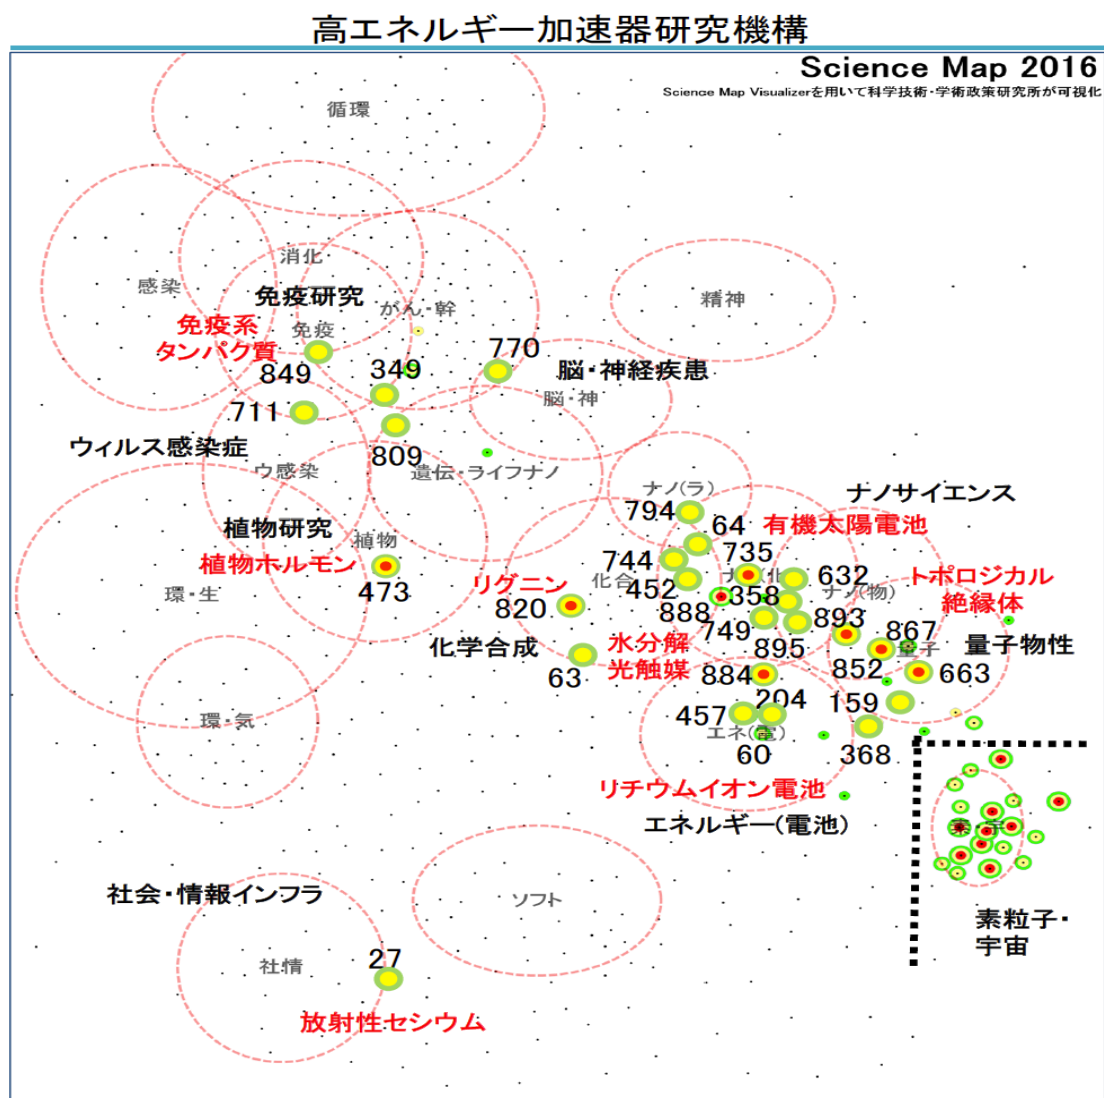 高エネルギー加速器研究機構
Science Map 2016
Science Map Visualizerを用いて科学技術・学術政策研究所が可視化
循環
消化
感染
免疫研究
がん・幹
精神
免疫系
タンパク質
免疫
849
349
770
脳・神経疾患
脳・神
711
809
ウィルス感染症
ウ感染
遺伝・ライフナノ
ナノ(ラ)
ナノサイエンス
794
64
有機太陽電池
植物研究
植物
植物ホルモン
環・生
473
リグニン
820
化合
744
452
735
632
ナノ(物)
トポロジカル
絶縁体
888
358
749
893
895
867
量子
量子物性
化学合成
63
水分解
光触媒
884
852
663
環・気
457
204
159
エネ(電)
60
368
リチウムイオン電池
エネルギー(電池)
素・宇
社会・情報インフラ
ソフト
素粒子・
宇宙
27
社情
放射性セシウム